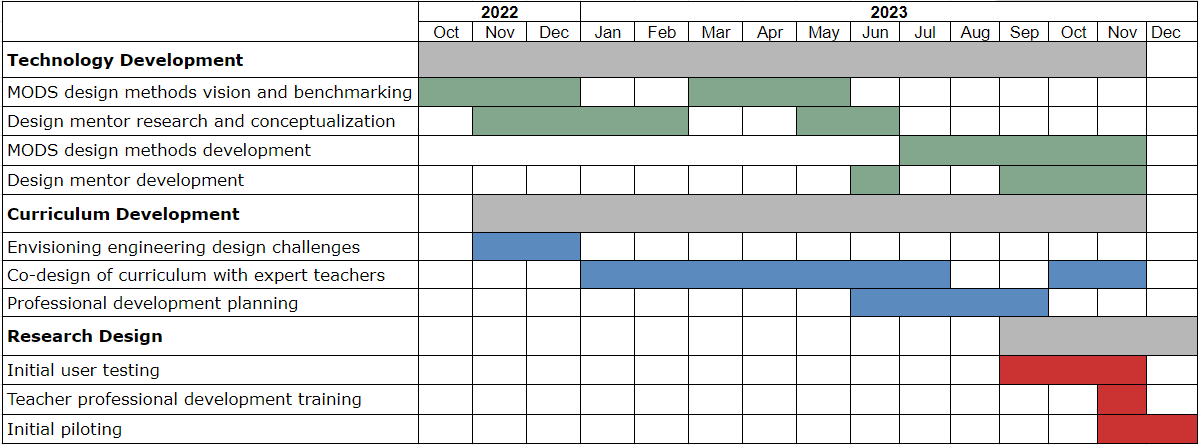 2022 2023
Oct Nov Dec Jan Feb Mar Apr May Jun Jul Aug Sep Oct Nov Dec
Technology Development
MODS design methods vision and benchmarking
Design mentor research and conceptualization
MODS design methods development
Design mentor development
Curriculum Development
Envisioning engineering design challenges
Co-design of curriculum with expert teachers
Professional development planning
Research Design
Initial user testing
Teacher professional development training
Initial piloting